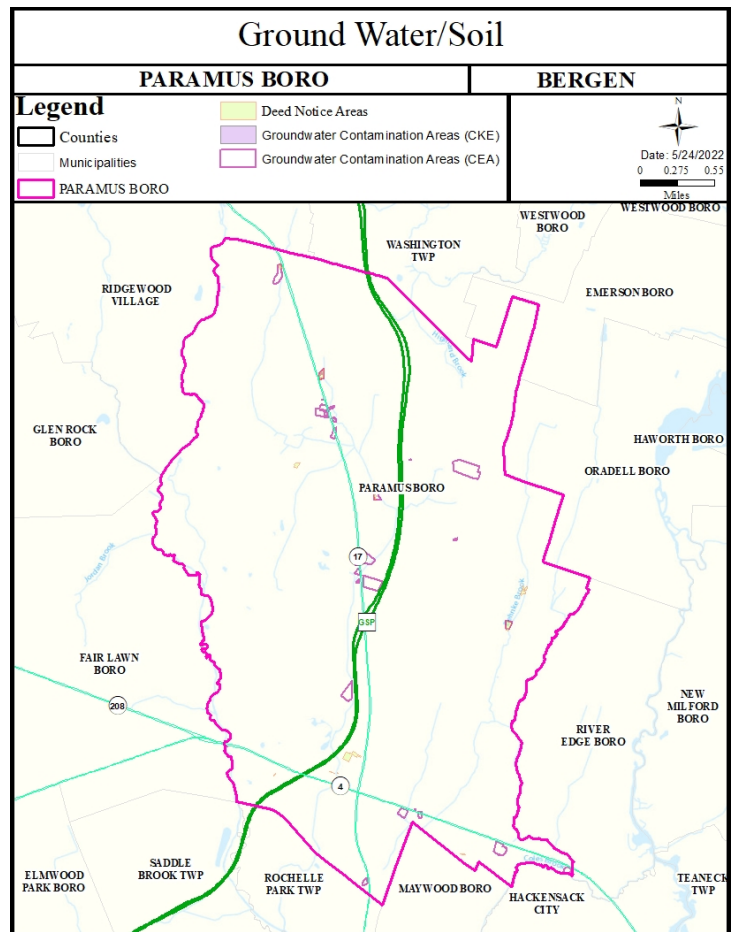 Ground Water/Soil
PARAMUS BORO
BERGEN
Legend
Counties
Municipalities
PARAMUS BORO
Deed Notice Areas
Groundwater Contamination Areas (CKE)
Groundwater Contamination Areas (CEA)
N
Date: 5/24/2022
0 0.275 0.55
Miles
WESTWOOD BORO
WESTWOOD
BORO
WASHINGTON
TWP
RIDGEWOOD
VILLAGE
EMERSON BORO
GLEN ROCK
BORO
HAWORTH BORO
ORADELL BORO
PARAMUS BORO
17
GSP
FAIR LAWN
BORO
208
NEW
MILFORD
BORO
RIVER
EDGE BORO
4
SADDLE
BROOK TWP
ELMWOOD
PARK BORO
ROCHELLE
PARK TWP
MAYWOOD BORO
HACKENSACK
CITY
TEANECK
TWP